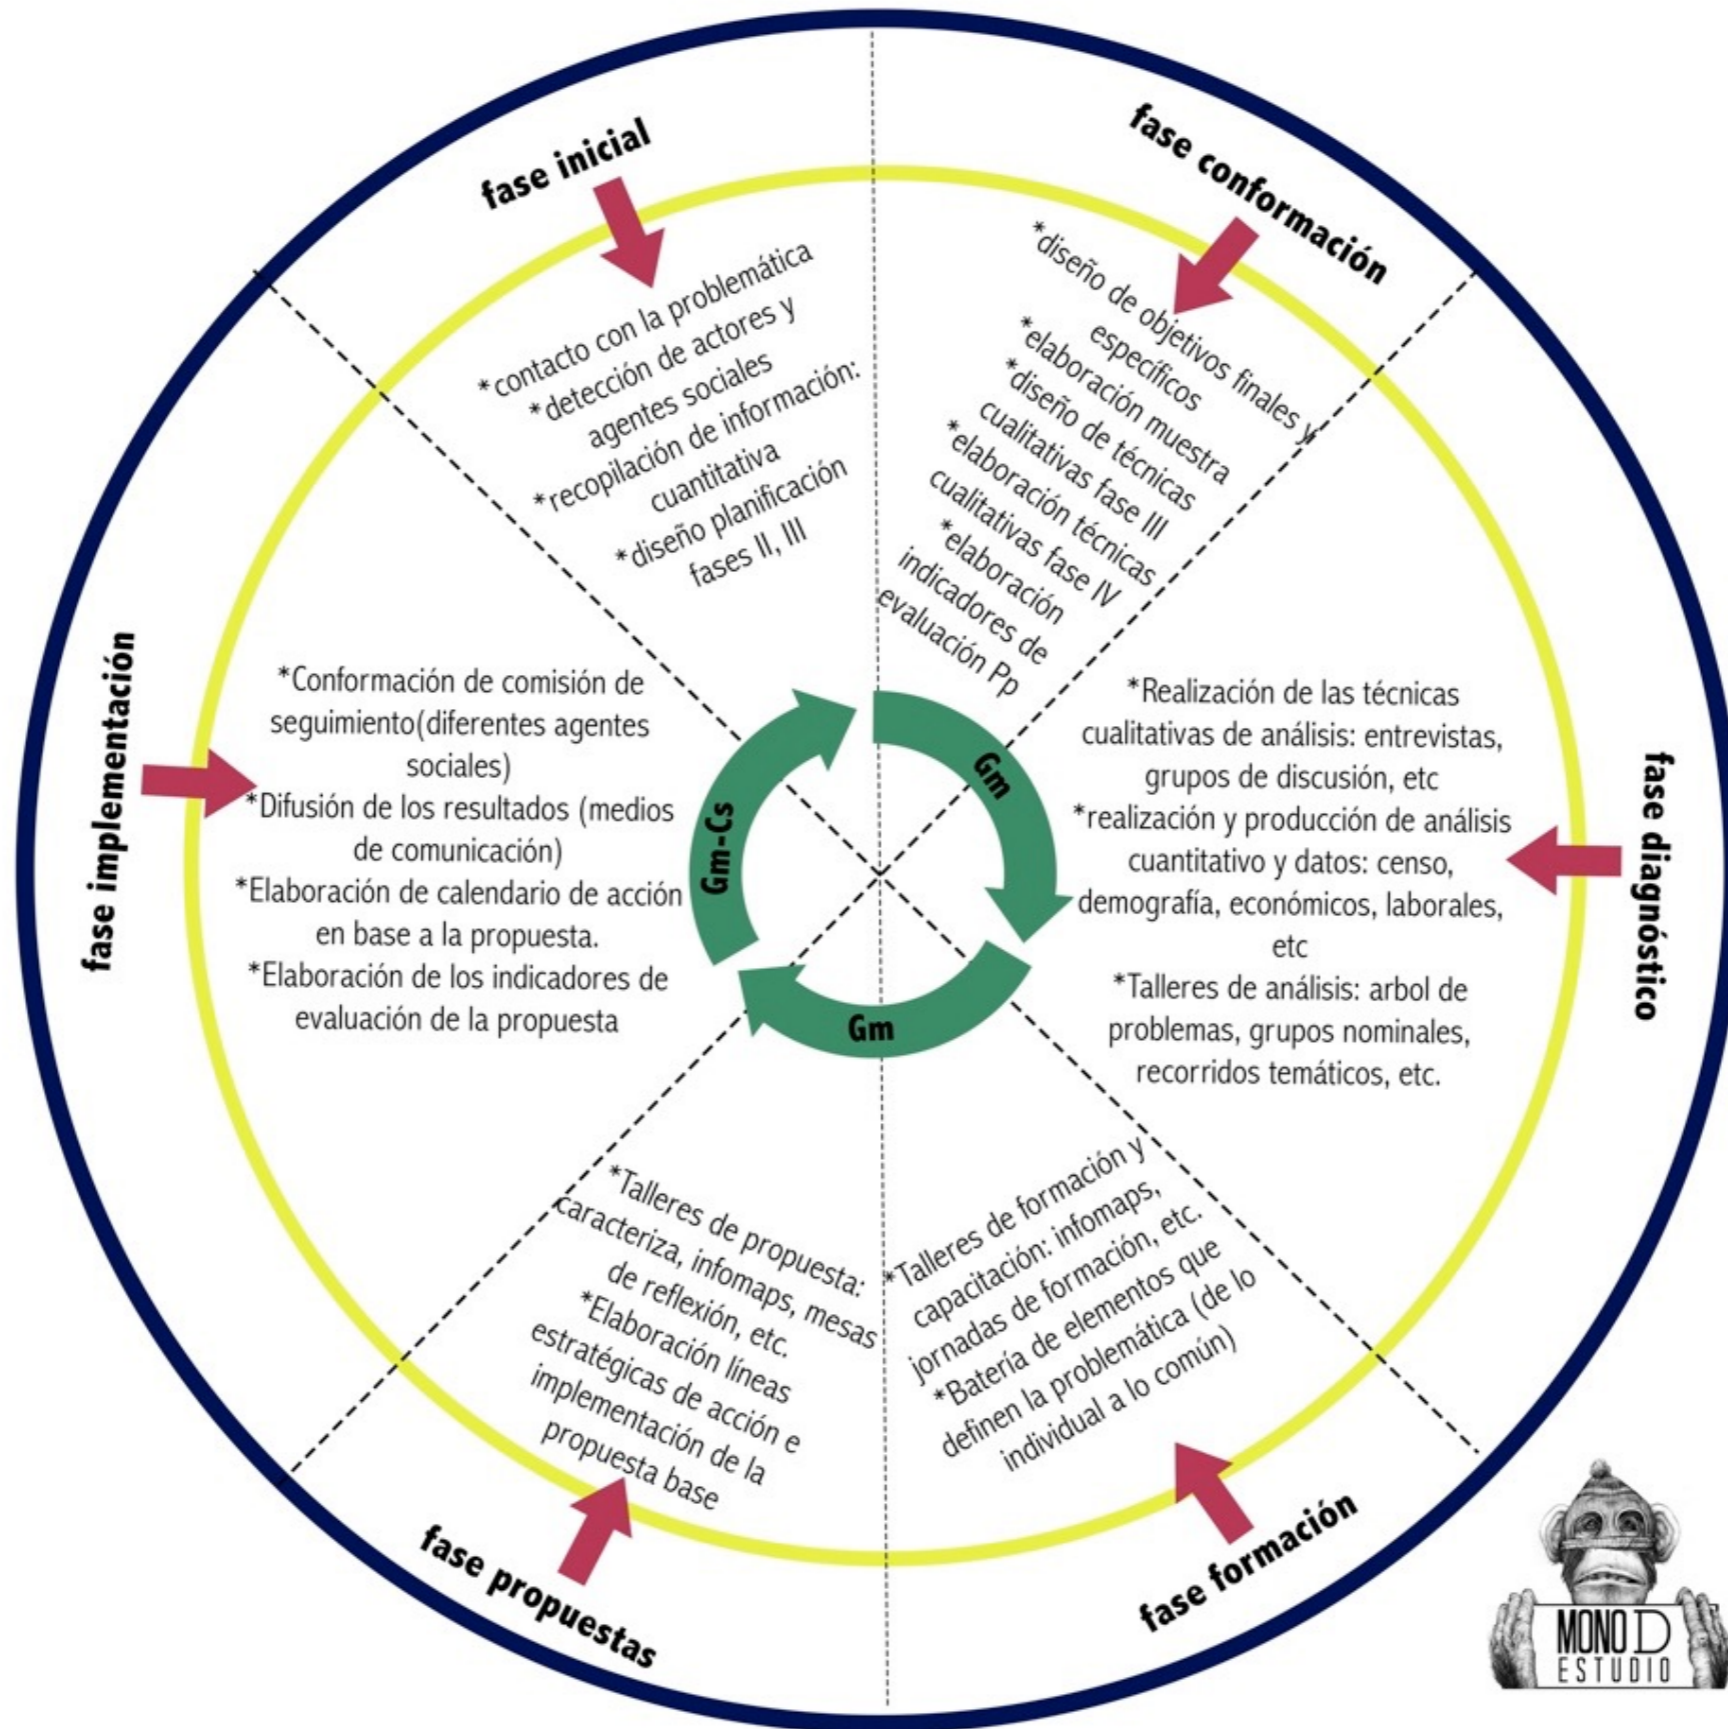 fase inicial
*contacto con la problemática
*detección de actores y
agentes sociales
*recopilación de información:
cuantitativa
*diseño planificación
fases II, III
fase conformación
*diseño de objetivos finales y
específicos
*elaboración muestra
*diseño de técnicas
cualitativas fase III
*elaboración técnicas
cualitativas fase IV
*elaboración
indicadores de
evaluación Pp
fase diagnóstico
*Realización de las técnicas
cualitativas de análisis: entrevistas,
grupos de discusión, etc
*realización y producción de análisis
cuantitativo y datos: censo,
demografía, económicos, laborales,
etc
*Talleres de análisis: arbol de
problemas, grupos nominales,
recorridos temáticos, etc.
fase formación
*Talleres de formación y
capacitación: infomaps,
jornadas de formación, etc.
*Batería de elementos que
definen la problemática (de lo
individual a lo común)
fase propuestas
*Talleres de propuesta:
caracteriza, infomaps, mesas
de reflexión, etc.
*Elaboración líneas
estratégicas de acción e
implementación de la
propuesta base
fase implementación
*Conformación de comisión de
seguimiento(diferentes agentes
sociales)
*Difusión de los resultados (medios
de comunicación)
*Elaboración de calendario de acción
en base a la propuesta.
*Elaboración de los indicadores de
evaluación de la propuesta
Gm
Gm
Gm-Cs
MONO D
ESTUDIO